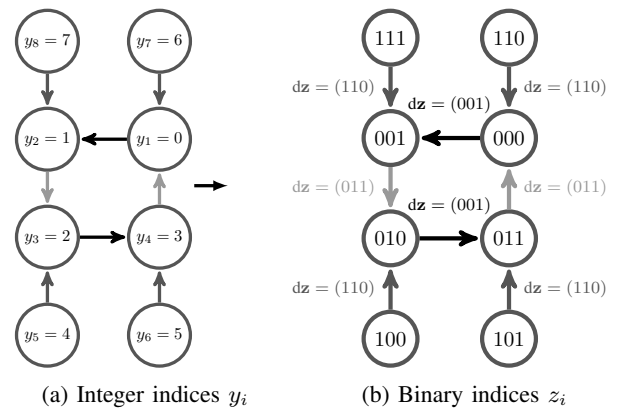 y₈ = 7 y₇ = 6 111 110
dz = (110) dz = (110)
dz = (001)
y₂ = 1 y₁ = 0 001 000
dz = (011) dz = (011)
dz = (001)
y₃ = 2 y₄ = 3 010 011
dz = (110) dz = (110)
y₅ = 4 y₆ = 5 100 101
(a) Integer indices yᵢ (b) Binary indices zᵢ